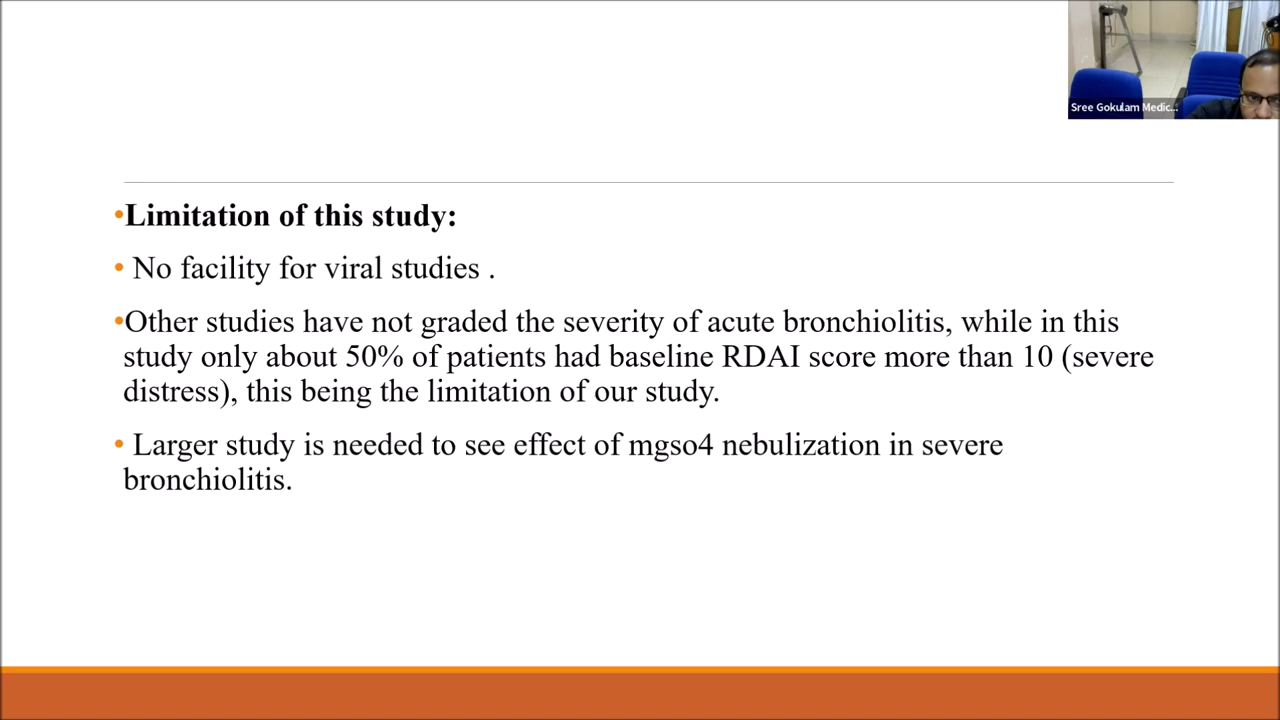 Sree Gokulam Medic...
•Limitation of this study:
• No facility for viral studies .
•Other studies have not graded the severity of acute bronchiolitis, while in this
study only about 50% of patients had baseline RDAI score more than 10 (severe
distress), this being the limitation of our study.
• Larger study is needed to see effect of mgso4 nebulization in severe
bronchiolitis.